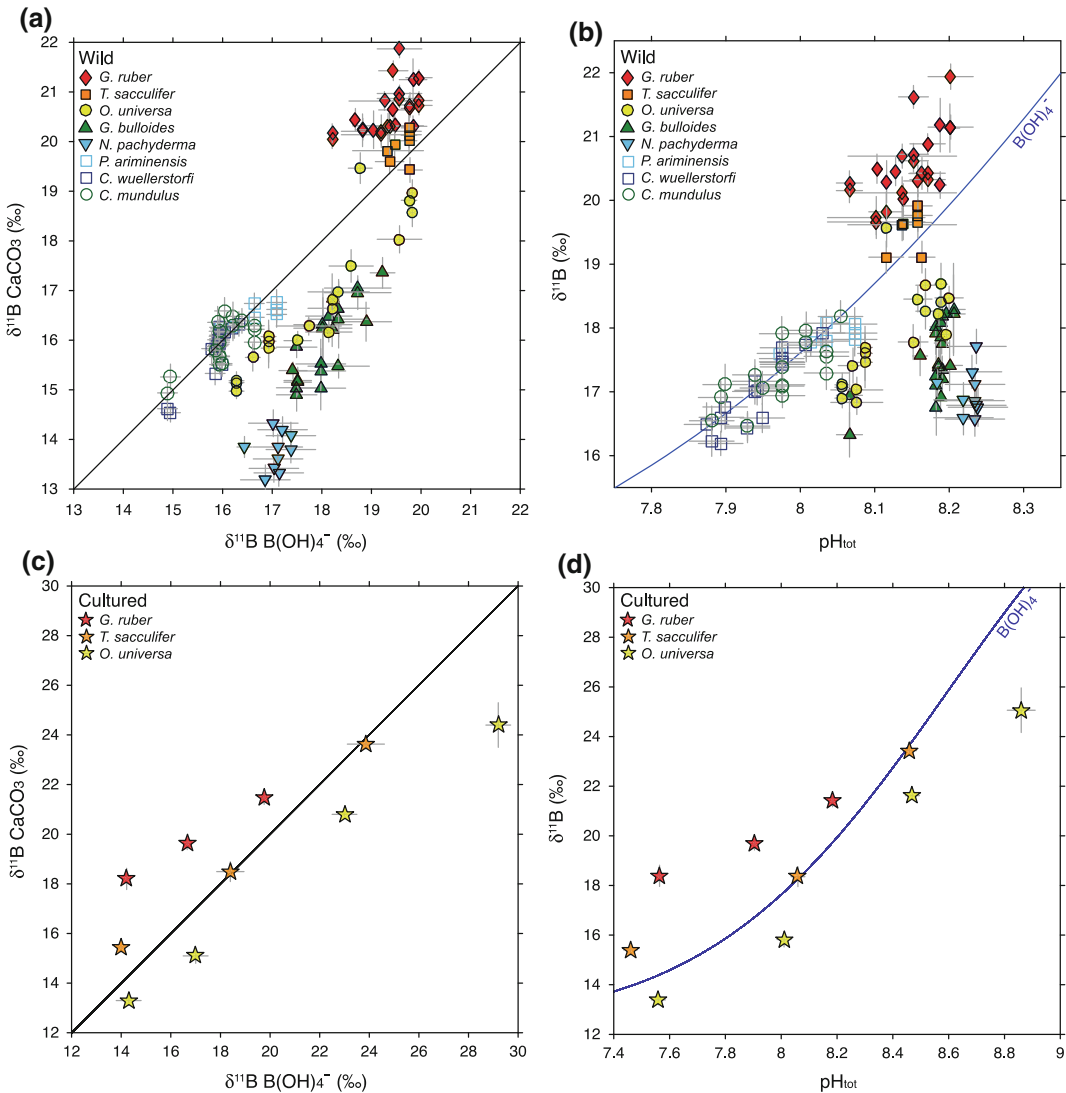 (a)
Wild
G. ruber
T. sacculifer
O. universa
G. bulloides
N. pachyderma
P. ariminensis
C. wuellerstorfi
C. mundulus
22
21
20
19
18
17
16
15
14
13
δ¹¹B CaCO₃ (‰)
13 14 15 16 17 18 19 20 21 22
δ¹¹B B(OH)₄⁻ (‰)
(b)
Wild
G. ruber
T. sacculifer
O. universa
G. bulloides
N. pachyderma
P. ariminensis
C. wuellerstorfi
C. mundulus
B(OH)₄⁻
22
21
20
19
18
17
16
δ¹¹B (‰)
7.8 7.9 8 8.1 8.2 8.3
pHtot
(c)
Cultured
G. ruber
T. sacculifer
O. universa
30
28
26
24
22
20
18
16
14
12
δ¹¹B CaCO₃ (‰)
12 14 16 18 20 22 24 26 28 30
δ¹¹B B(OH)₄⁻ (‰)
(d)
Cultured
G. ruber
T. sacculifer
O. universa
B(OH)₄⁻
30
28
26
24
22
20
18
16
14
12
δ¹¹B (‰)
7.4 7.6 7.8 8 8.2 8.4 8.6 8.8 9
pHtot